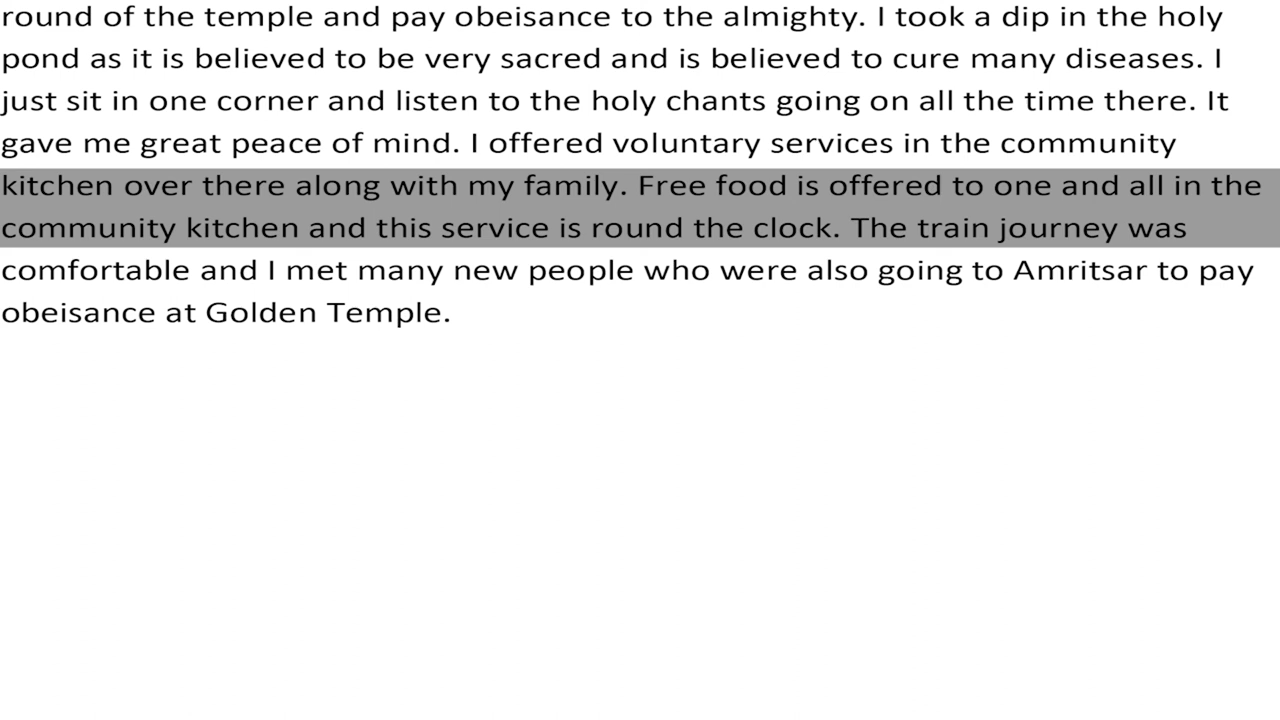 round of the temple and pay obeisance to the almighty. I took a dip in the holy
pond as it is believed to be very sacred and is believed to cure many diseases. I
just sit in one corner and listen to the holy chants going on all the time there. It
gave me great peace of mind. I offered voluntary services in the community
kitchen over there along with my family. Free food is offered to one and all in the
community kitchen and this service is round the clock. The train journey was
comfortable and I met many new people who were also going to Amritsar to pay
obeisance at Golden Temple.